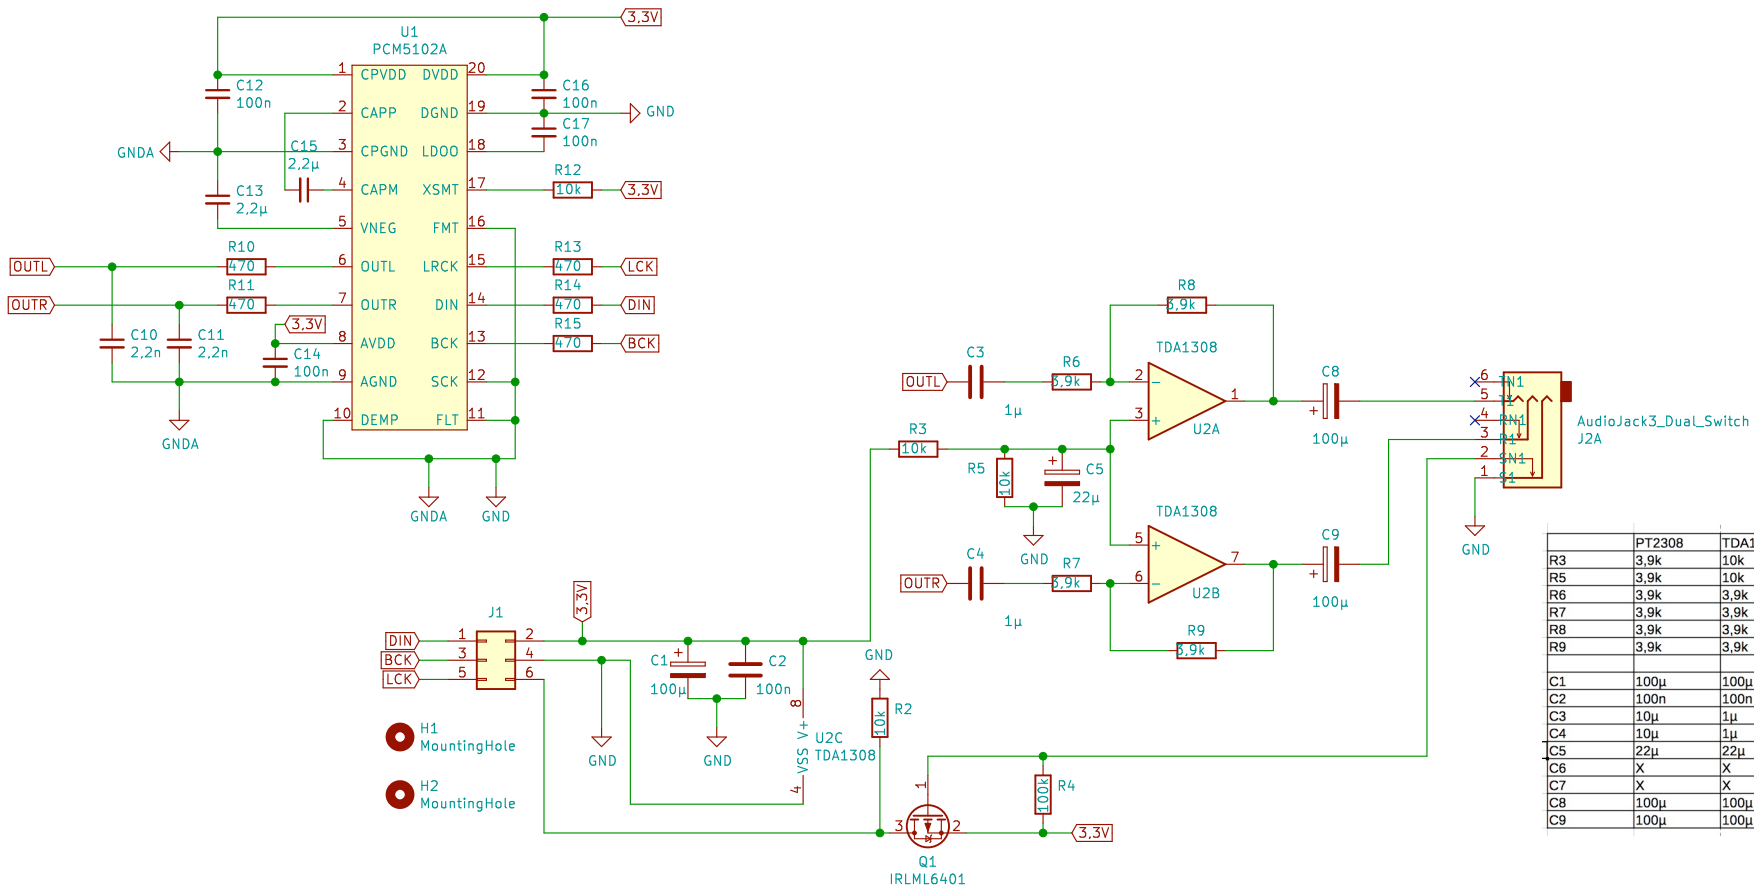 3,3V
U1
PCM5102A
1 CPVDD DVDD 20
C12
100n
C16
100n
2 CAPP DGND 19
GND
C17
100n
GNDA
C15
2,2µ
3 CPGND LDOO 18
R12
10k
3,3V
4 CAPM XSMT 17
C13
2,2µ
5 VNEG FMT 16
OUTL
R10
470
6 OUTL LRCK 15
R13
470
LCK
OUTR
R11
470
7 OUTR DIN 14
R14
470
DIN
3,3V
8 AVDD BCK 13
R15
470
BCK
C10
2,2n
C11
2,2n
C14
100n
9 AGND SCK 12
10 DEMP FLT 11
GNDA
GNDA
GND
R8
3,9k
TDA1308
OUTL
C3
1µ
R6
3,9k
2
−
3
+
1
U2A
C8
+
100µ
6 TN1
5 T1
4 RN1
3 R1
2 SN1
1 S1
AudioJack3_Dual_Switch
J2A
GND
R3
10k
R5
10k
+
C5
22µ
GND
TDA1308
5
+
6
−
7
U2B
C9
+
100µ
OUTR
C4
1µ
R7
3,9k
R9
3,9k
3,3V
J1
DIN 1 2
BCK 3 4
LCK 5 6
GND
C1
+
100µ
C2
100n
GND
8
V+
VSS
4
U2C
TDA1308
GND
R2
10k
H1
MountingHole
H2
MountingHole
1
3
2
Q1
IRLML6401
R4
100k
3,3V
PT2308 TDA1
R3 3,9k 10k
R5 3,9k 10k
R6 3,9k 3,9k
R7 3,9k 3,9k
R8 3,9k 3,9k
R9 3,9k 3,9k
C1 100µ 100µ
C2 100n 100n
C3 10µ 1µ
C4 10µ 1µ
C5 22µ 22µ
C6 X X
C7 X X
C8 100µ 100µ
C9 100µ 100µ